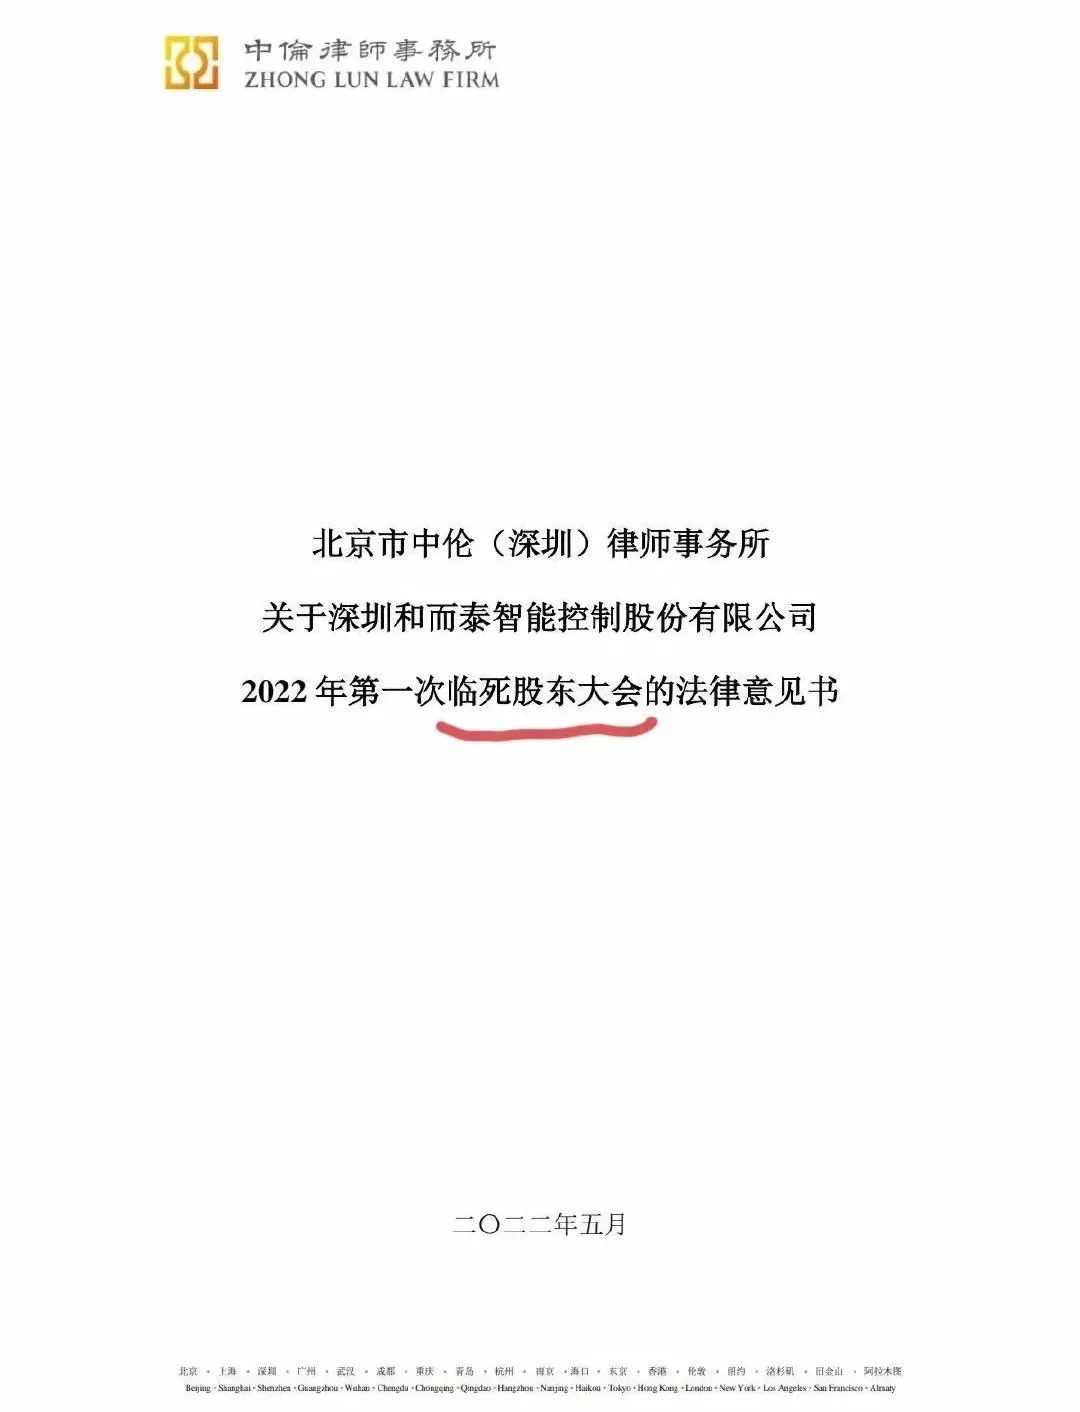 中倫律師事務所
ZHONG LUN LAW FIRM
北京市中伦（深圳）律师事务所
关于深圳和而泰智能控制股份有限公司
2022 年第一次临死股东大会的法律意见书
二〇二二年五月
北京 • 上海 • 深圳 • 广州 • 武汉 • 成都 • 重庆 • 青岛 • 杭州 • 南京 • 海口 • 东京 • 香港 • 伦敦 • 纽约 • 洛杉矶 • 旧金山 • 阿拉木图
Beijing • Shanghai • Shenzhen • Guangzhou • Wuhan • Chengdu • Chongqing • Qingdao • Hangzhou • Nanjing • Haikou • Tokyo • Hong Kong • London • New York • Los Angeles • San Francisco • Almaty